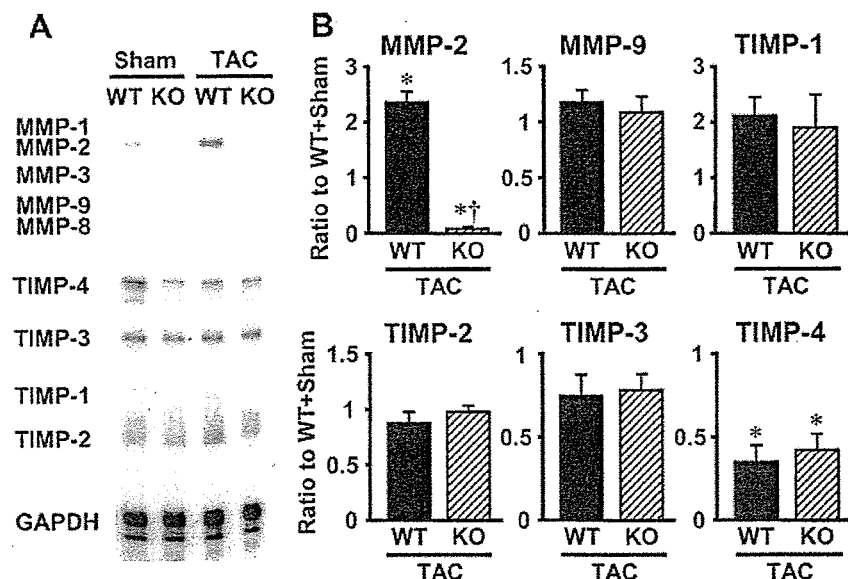 A
Sham TAC
WT KO WT KO
MMP-1
MMP-2
MMP-3
MMP-9
MMP-8
TIMP-4
TIMP-3
TIMP-1
TIMP-2
GAPDH
B
MMP-2 MMP-9 TIMP-1
Ratio to WT+Sham
3
2
1
0
*
*†
WT KO
TAC
1.5
1
0.5
0
WT KO
TAC
3
2
1
0
WT KO
TAC
TIMP-2 TIMP-3 TIMP-4
Ratio to WT+Sham
1.5
1
0.5
0
WT KO
TAC
1
0.5
0
WT KO
TAC
1
0.5
0
* *
WT KO
TAC